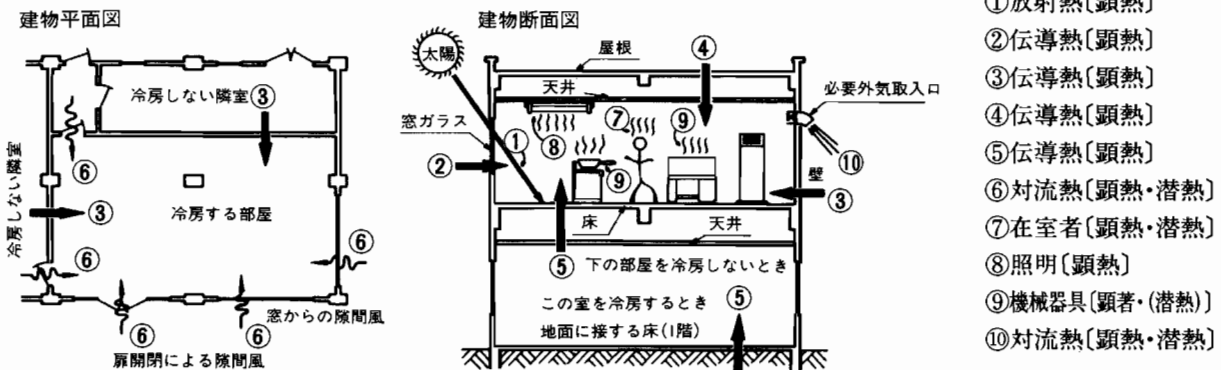 建物平面図
冷房しない隣室③
冷房しない隣室
③
⑥
⑥
冷房する部屋
⑥
⑥
⑥
窓からの隙間風
扉開閉による隙間風
建物断面図
太陽
屋根
④
天井
必要外気取入口
窓ガラス
⑦
⑨
①
⑧
②
⑨
⑩
壁
③
床
天井
⑤
下の部屋を冷房しないとき
この室を冷房するとき
⑤
地面に接する床(1階)
①放射熱〔顕熱〕
②伝導熱〔顕熱〕
③伝導熱〔顕熱〕
④伝導熱〔顕熱〕
⑤伝導熱〔顕熱〕
⑥対流熱〔顕熱・潜熱〕
⑦在室者〔顕熱・潜熱〕
⑧照明〔顕熱〕
⑨機械器具〔顕著・(潜熱)〕
⑩対流熱〔顕熱・潜熱〕